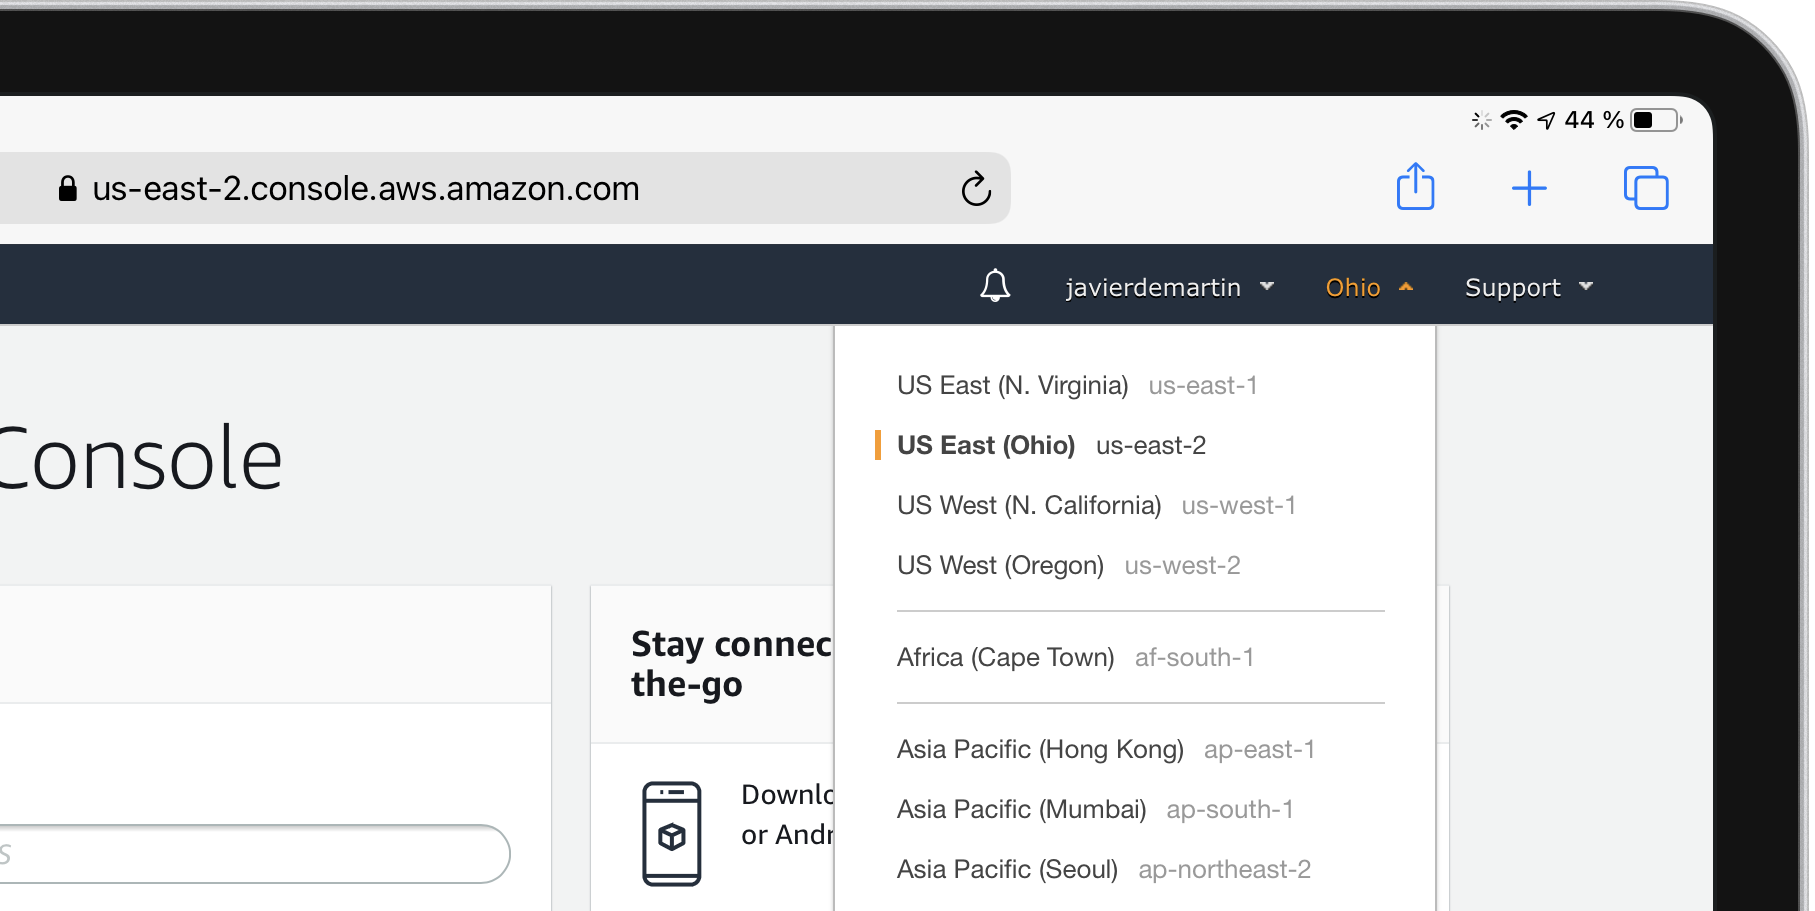 44 %
us-east-2.console.aws.amazon.com
javierdemartin Ohio Support
US East (N. Virginia) us-east-1
US East (Ohio) us-east-2
US West (N. California) us-west-1
US West (Oregon) us-west-2
Africa (Cape Town) af-south-1
Asia Pacific (Hong Kong) ap-east-1
Asia Pacific (Mumbai) ap-south-1
Asia Pacific (Seoul) ap-northeast-2
Console
Stay connec
the-go
Downlo
or Andr
s